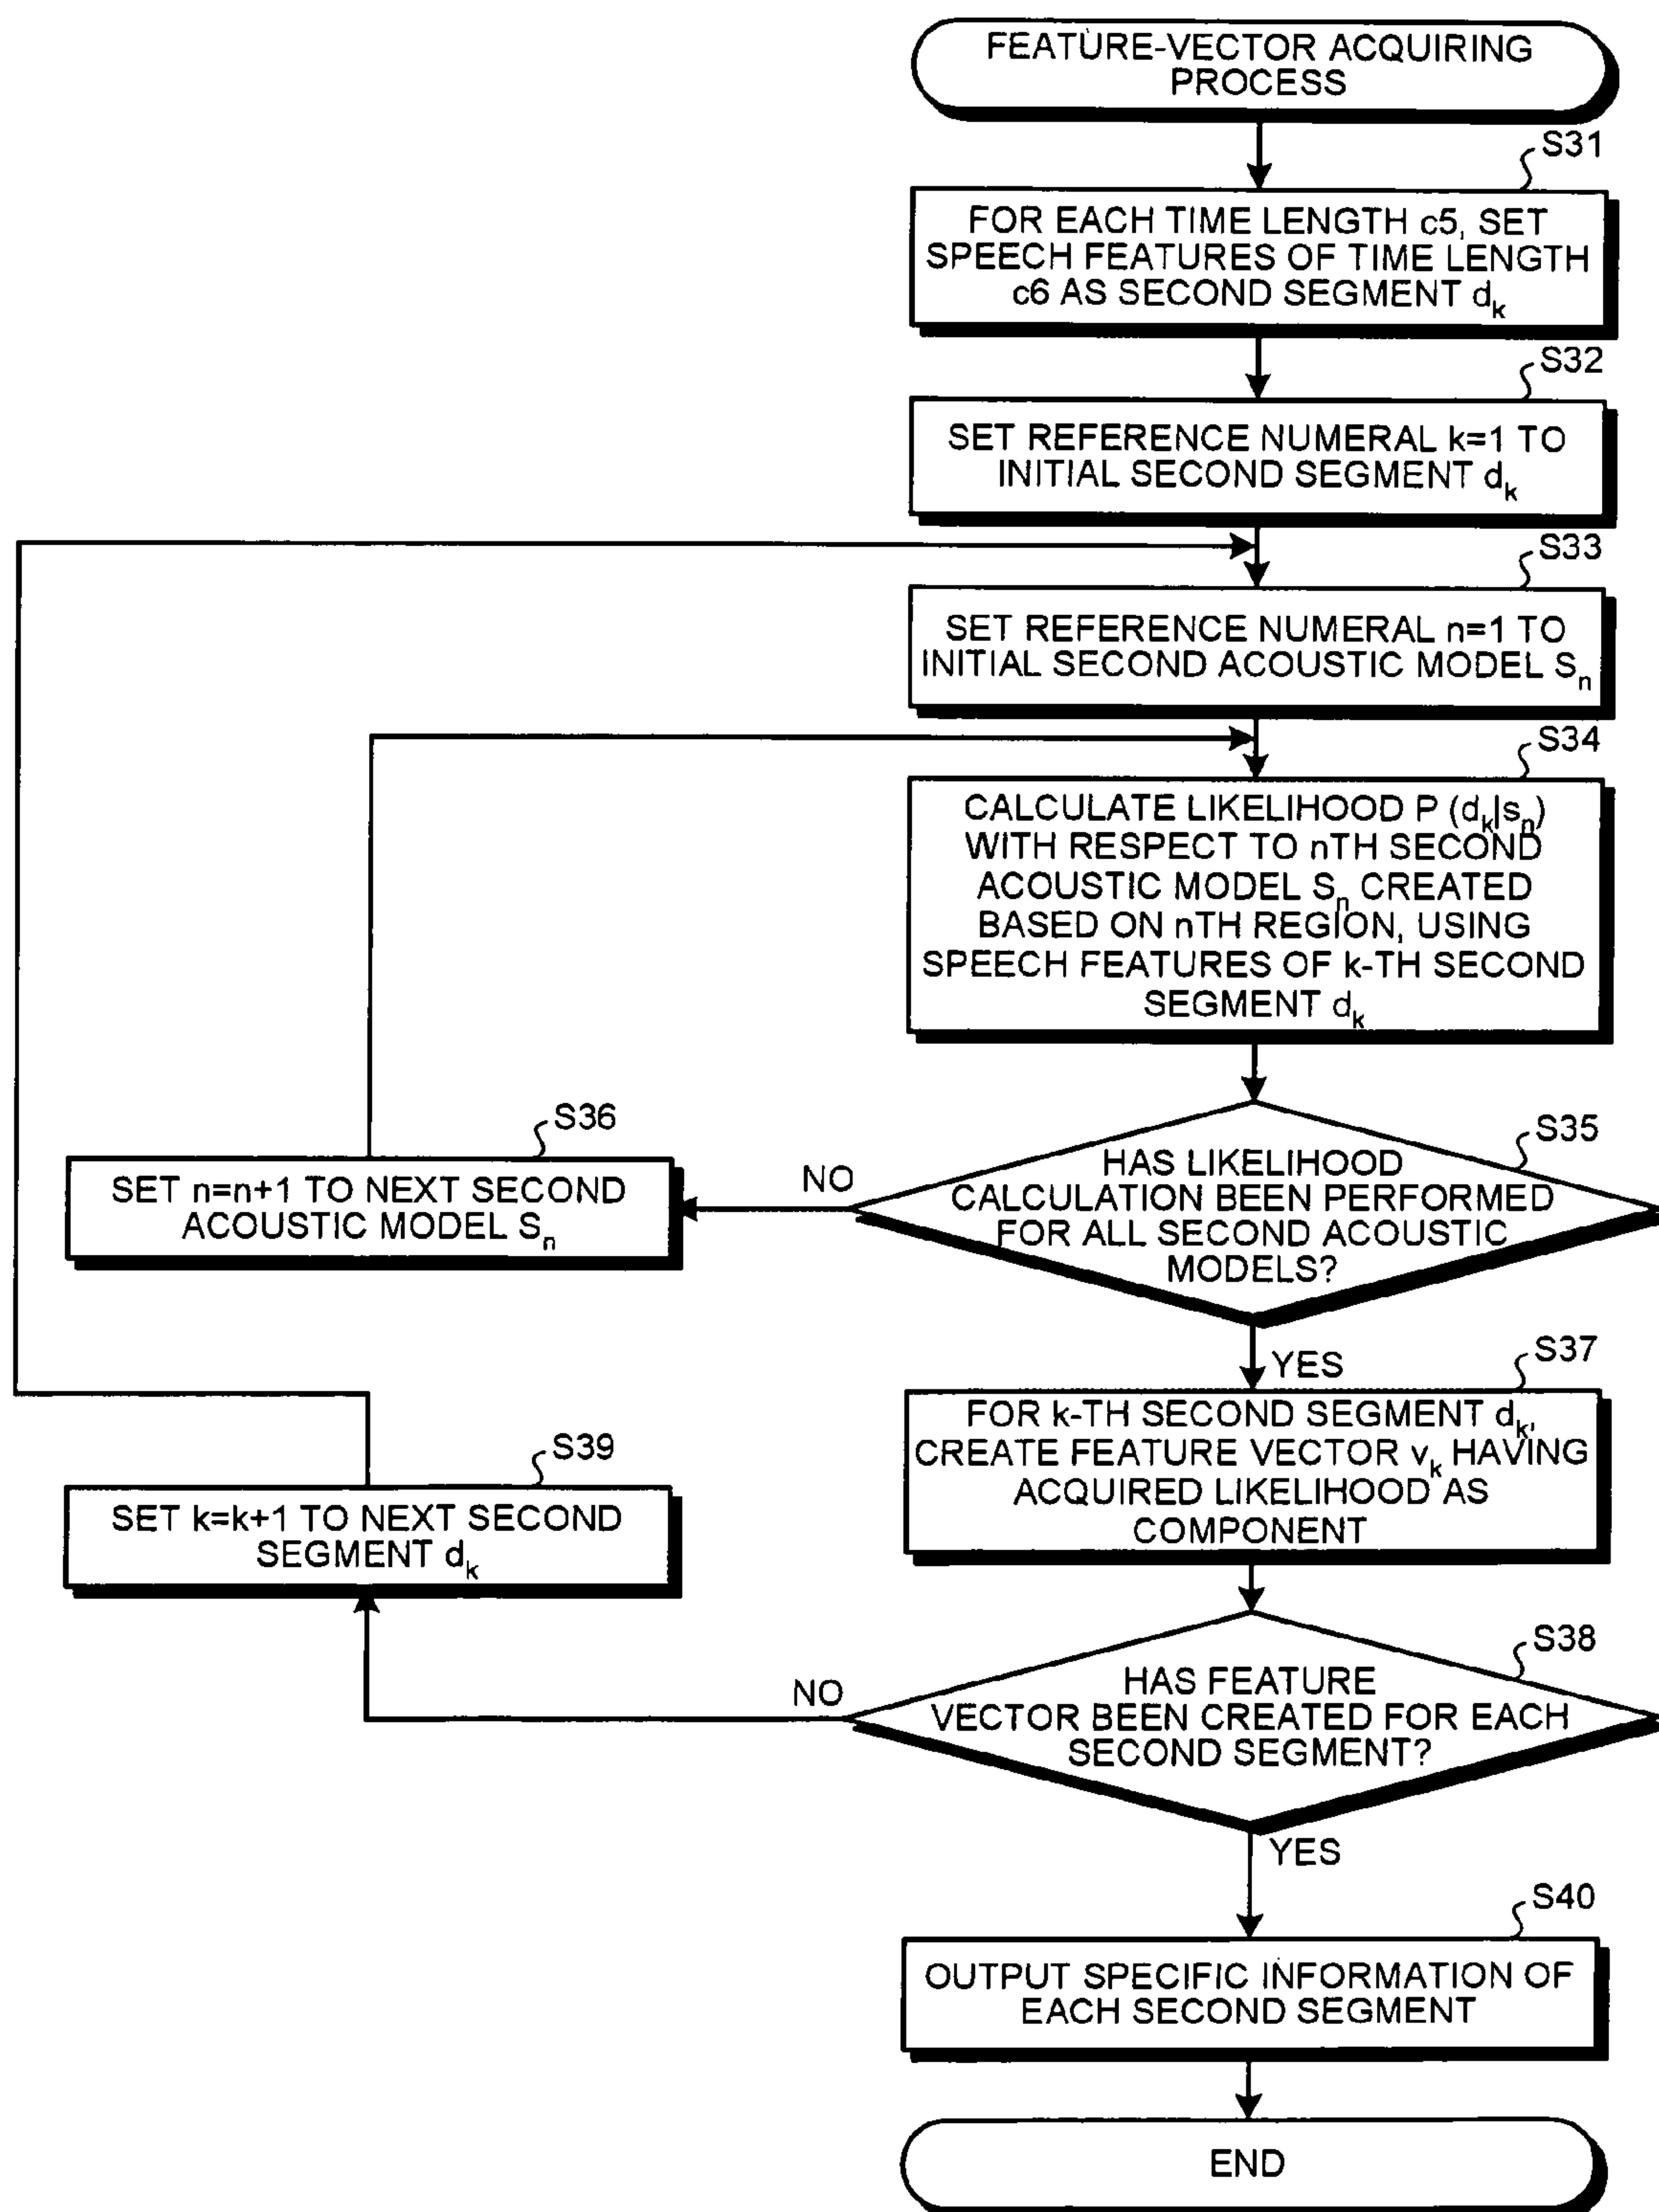 FEATURE-VECTOR ACQUIRING
PROCESS
S31
FOR EACH TIME LENGTH c5, SET
SPEECH FEATURES OF TIME LENGTH
c6 AS SECOND SEGMENT dk
S32
SET REFERENCE NUMERAL k=1 TO
INITIAL SECOND SEGMENT dk
S33
SET REFERENCE NUMERAL n=1 TO
INITIAL SECOND ACOUSTIC MODEL Sn
S34
CALCULATE LIKELIHOOD P (dk|sn)
WITH RESPECT TO nTH SECOND
ACOUSTIC MODEL Sn CREATED
BASED ON nTH REGION, USING
SPEECH FEATURES OF k-TH SECOND
SEGMENT dk
S35
HAS LIKELIHOOD
CALCULATION BEEN PERFORMED
FOR ALL SECOND ACOUSTIC
MODELS?
NO
S36
SET n=n+1 TO NEXT SECOND
ACOUSTIC MODEL Sn
YES
S37
FOR k-TH SECOND SEGMENT dk,
CREATE FEATURE VECTOR vk HAVING
ACQUIRED LIKELIHOOD AS
COMPONENT
S38
HAS FEATURE
VECTOR BEEN CREATED FOR EACH
SECOND SEGMENT?
NO
S39
SET k=k+1 TO NEXT SECOND
SEGMENT dk
YES
S40
OUTPUT SPECIFIC INFORMATION OF
EACH SECOND SEGMENT
END